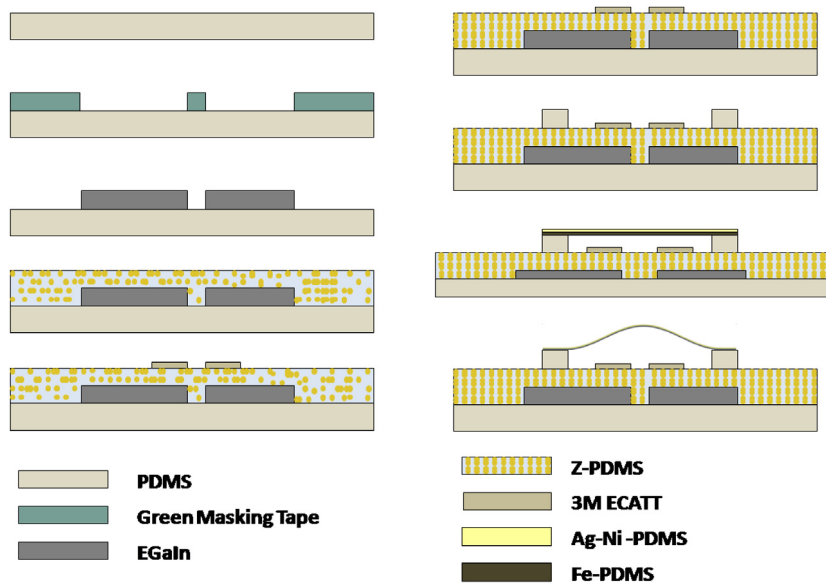 PDMS
Green Masking Tape
EGaIn
Z-PDMS
3M ECATT
Ag-Ni -PDMS
Fe-PDMS